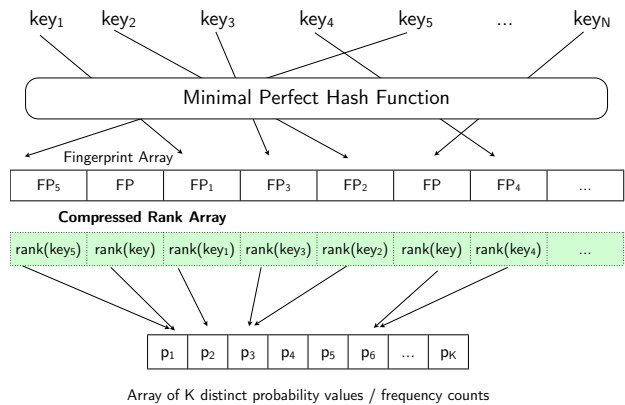 key₁ key₂ key₃ key₄ key₅ ... keyN
Minimal Perfect Hash Function
Fingerprint Array
FP₅ FP FP₁ FP₃ FP₂ FP FP₄ ...
Compressed Rank Array
rank(key₅) rank(key) rank(key₁) rank(key₃) rank(key₂) rank(key) rank(key₄) ...
p₁ p₂ p₃ p₄ p₅ p₆ ... pK
Array of K distinct probability values / frequency counts